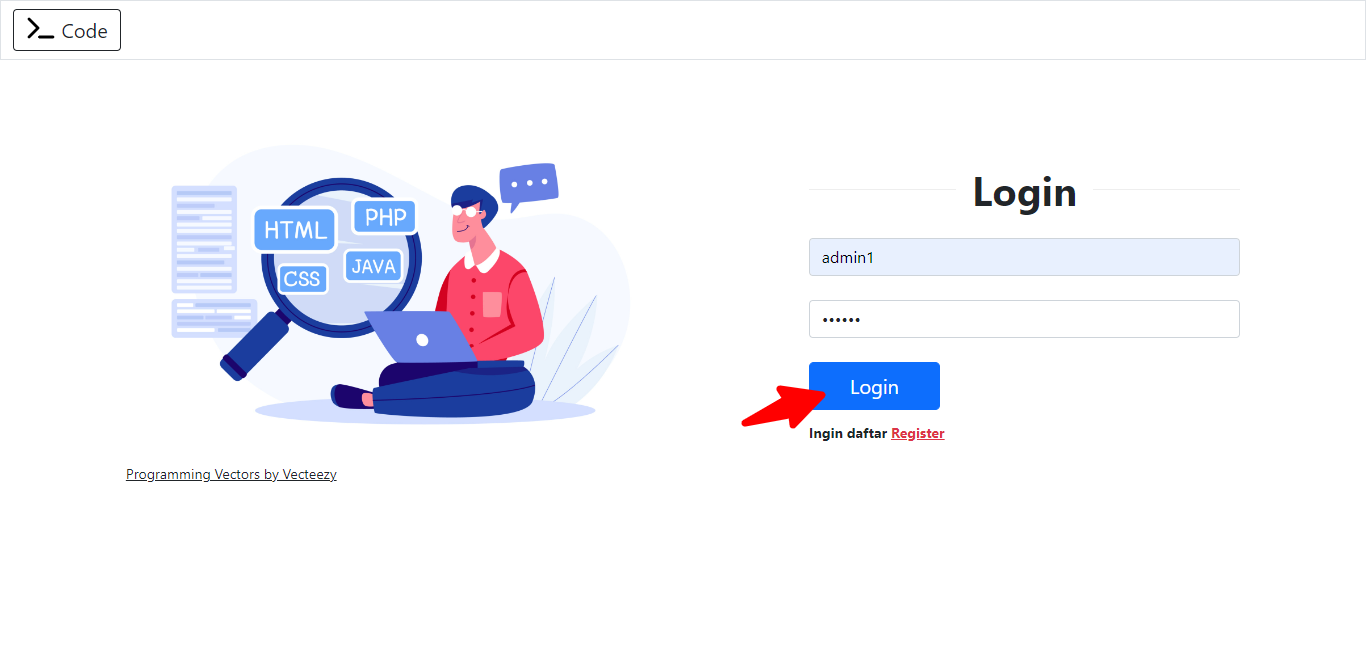 Code
HTML
PHP
CSS
JAVA
Login
admin1
••••••
Login
Ingin daftar Register
Programming Vectors by Vecteezy